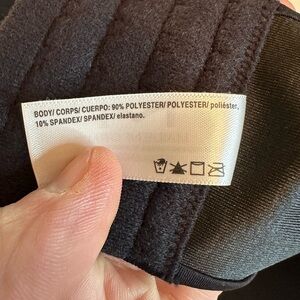 BODY/ CORPS/ CUERPO: 90% POLYESTER/ POLYESTER/ poliéster,
10% SPANDEX/ SPANDEX/ elastano.